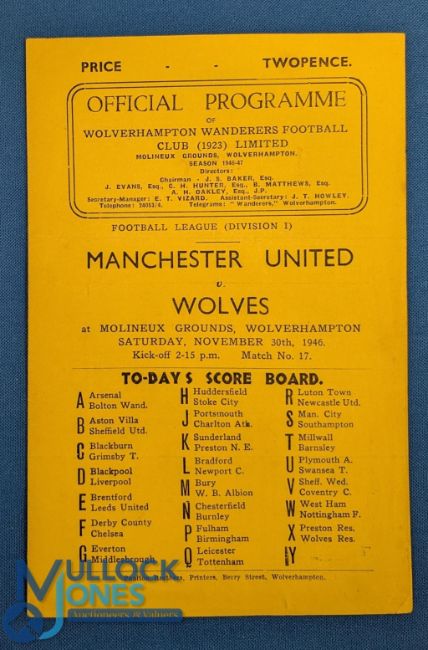 PRICE - - TWOPENCE.
OFFICIAL PROGRAMME
OF
WOLVERHAMPTON WANDERERS FOOTBALL
CLUB (1923) LIMITED
MOLINEUX GROUNDS, WOLVERHAMPTON.
SEASON 1946-47
Directors:
Chairman - J. S. BAKER, Esq.
J. EVANS, Esq., C. H. HUNTER, Esq., B. MATTHEWS, Esq.
A. H. OAKLEY, Esq., J.P.
Secretary-Manager: E. T. VIZARD. Assistant-Secretary: J. T. HOWLEY.
Telephone: 24053/4. Telegrams: "Wanderers," Wolverhampton.
FOOTBALL LEAGUE (DIVISION I)
MANCHESTER UNITED
v.
WOLVES
at MOLINEUX GROUNDS, WOLVERHAMPTON
SATURDAY, NOVEMBER 30th, 1946.
Kick-off 2-15 p.m. Match No. 17.
TO-DAY'S SCORE BOARD.
A Arsenal
Bolton Wand.
B Aston Villa
Sheffield Utd.
C Blackburn
Grimsby T.
D Blackpool
Liverpool
E Brentford
Leeds United
F Derby County
Chelsea
G Everton
Middlesbrough
H Huddersfield
Stoke City
J Portsmouth
Charlton Ath.
K Sunderland
Preston N. E.
L Bradford
Newport C.
M Bury
W. B. Albion
N Chesterfield
Burnley
P Fulham
Birmingham
Q Leicester
Tottenham
R Luton Town
Newcastle Utd.
S Man. City
Southampton
T Millwall
Barnsley
U Plymouth A.
Swansea T.
V Sheff. Wed.
Coventry C.
W West Ham
Nottingham F.
X Preston Res.
Wolves Res.
Y
Printers, Berry Street, Wolverhampton.
MULLOCK
JONES
Auctioneers & Valuers